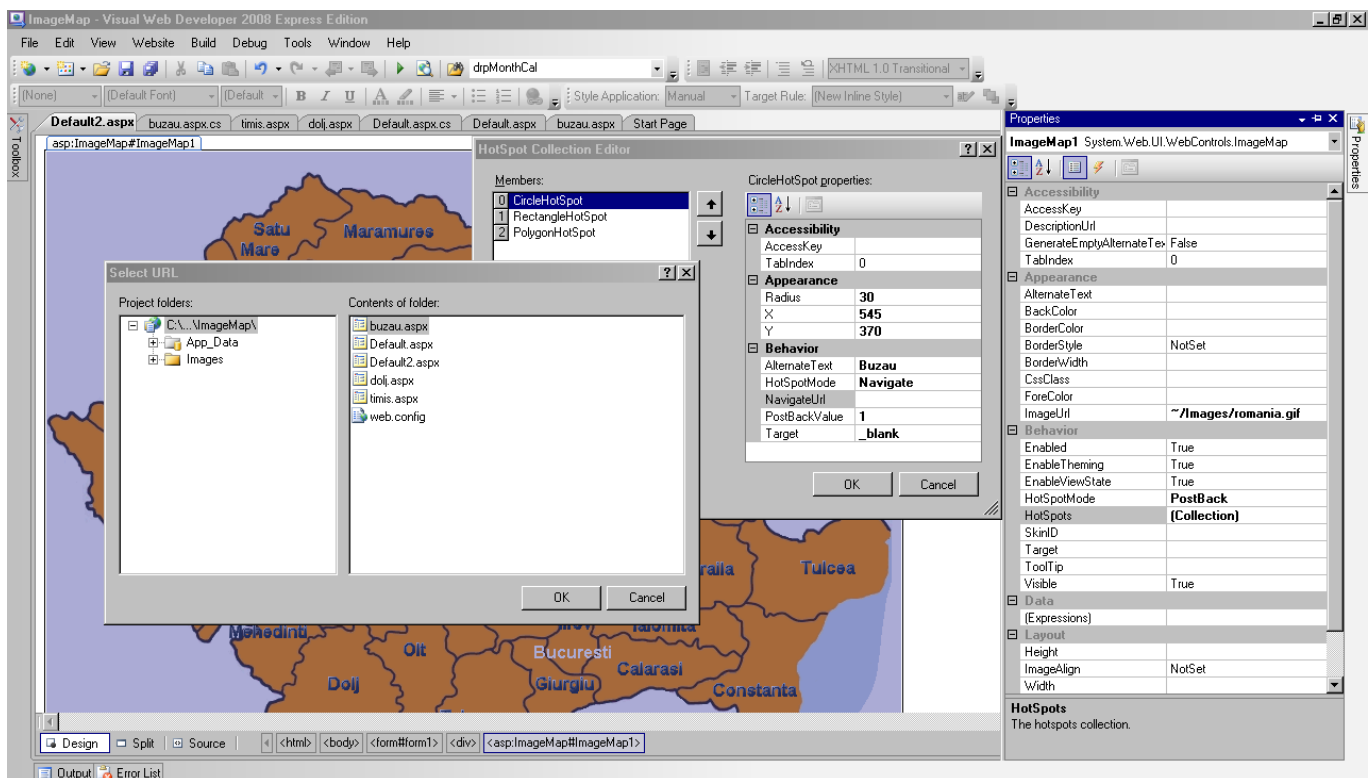 ImageMap - Visual Web Developer 2008 Express Edition
File Edit View Website Build Debug Tools Window Help
drpMonthCal XHTML 1.0 Transitional
(None) (Default Font) (Default B I U A Style Application: Manual Target Rule: (New Inline Style)
Toolbox
Default2.aspx buzau.aspx.cs timis.aspx dolj.aspx Default.aspx.cs Default.aspx buzau.aspx Start Page
asp:ImageMap#ImageMap1
Satu
Mare
Maramures
HotSpot Collection Editor
Members:
0 CircleHotSpot
1 RectangleHotSpot
2 PolygonHotSpot
CircleHotSpot properties:
Accessibility
AccessKey
TabIndex 0
Appearance
Radius 30
X 545
Y 370
Behavior
AlternateText Buzau
HotSpotMode Navigate
NavigateUrl
PostBackValue 1
Target _blank
OK Cancel
Select URL
Project folders:
C:\...\ImageMap\
App_Data
Images
Contents of folder:
buzau.aspx
Default.aspx
Default2.aspx
dolj.aspx
timis.aspx
web.config
OK Cancel
raila
Tulcea
Mehedinti
Olt
Ialomita
Bucuresti
Calarasi
Dolj
Giurgiu
Constanta
Properties
ImageMap1 System.Web.UI.WebControls.ImageMap
Properties
Accessibility
AccessKey
DescriptionUrl
GenerateEmptyAlternateTex False
TabIndex 0
Appearance
AlternateText
BackColor
BorderColor
BorderStyle NotSet
BorderWidth
CssClass
ForeColor
ImageUrl ~/Images/romania.gif
Behavior
Enabled True
EnableTheming True
EnableViewState True
HotSpotMode PostBack
HotSpots (Collection)
SkinID
Target
ToolTip
Visible True
Data
(Expressions)
Layout
Height
ImageAlign NotSet
Width
HotSpots
The hotspots collection.
Design Split Source <html> <body> <form#form1> <div> <asp:ImageMap#ImageMap1>
Output Error List